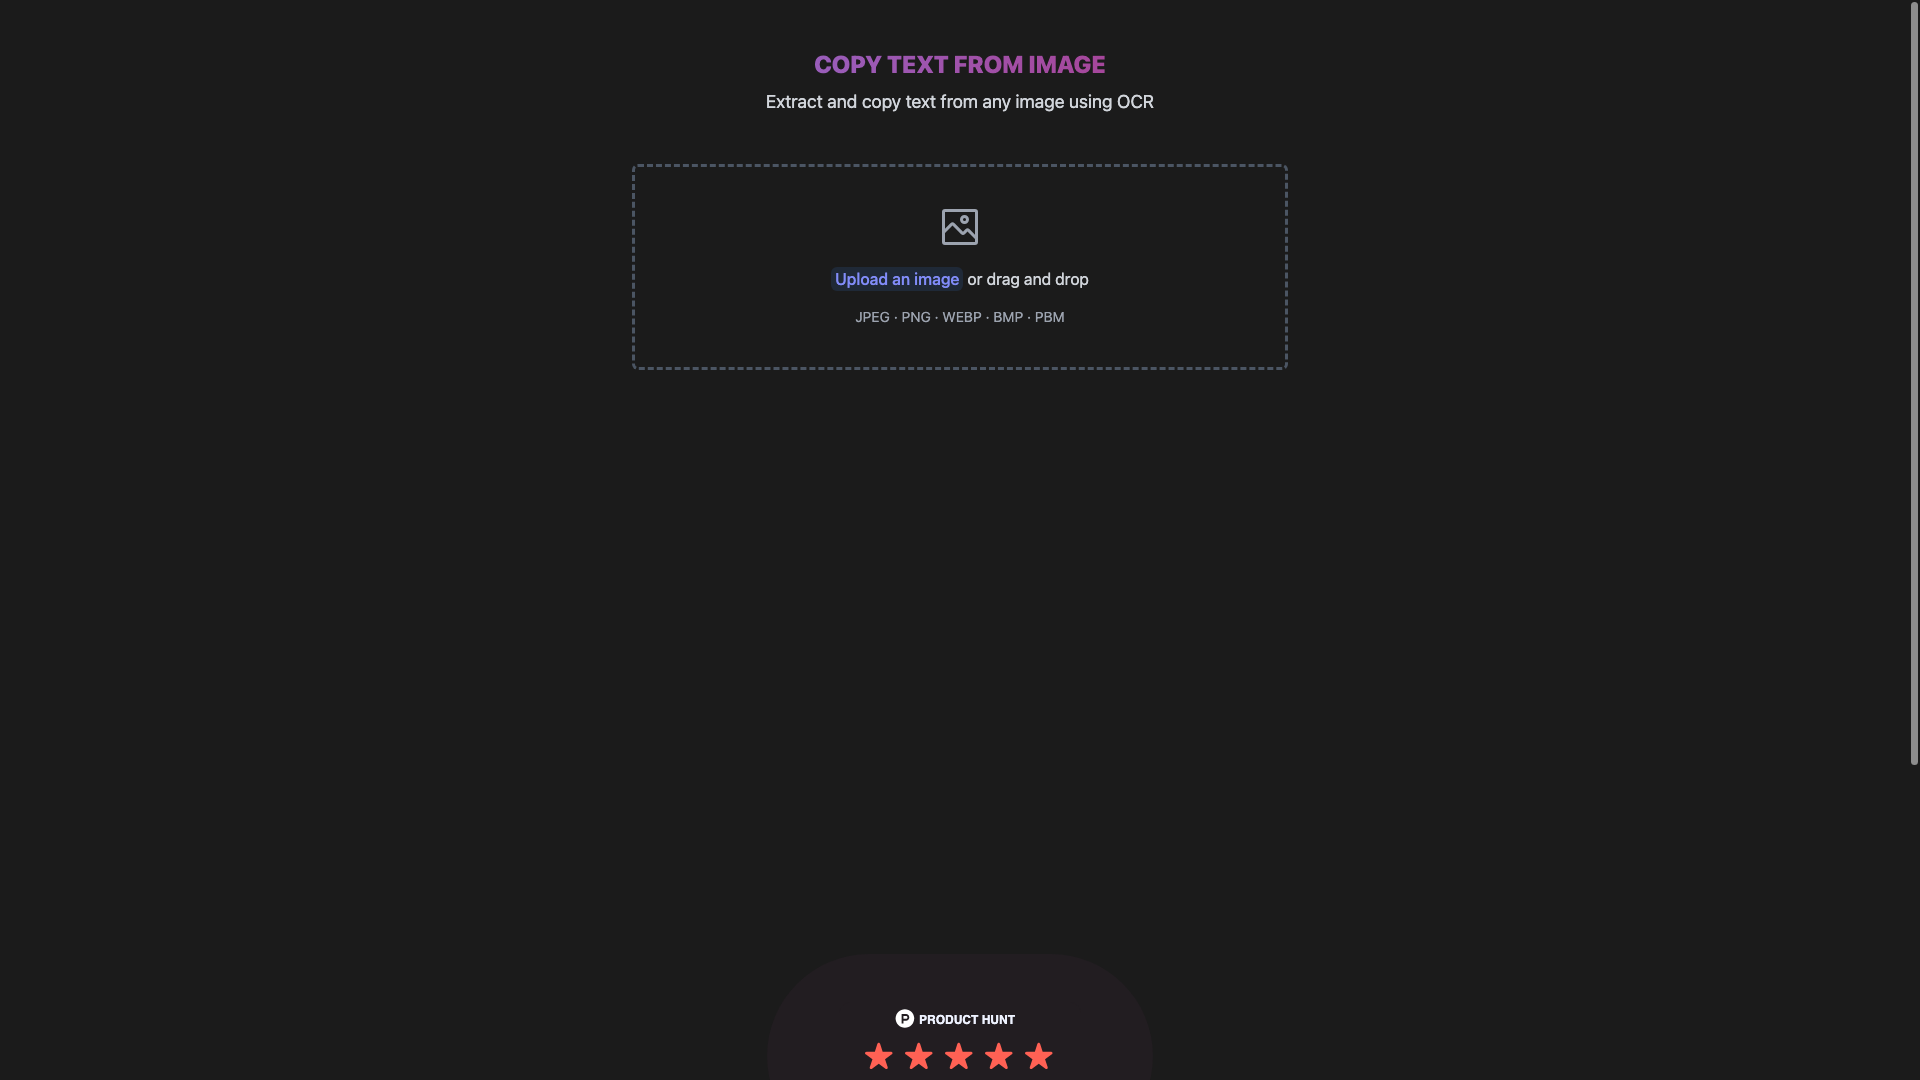 COPY TEXT FROM IMAGE
Extract and copy text from any image using OCR
Upload an image or drag and drop
JPEG · PNG · WEBP · BMP · PBM
PRODUCT HUNT